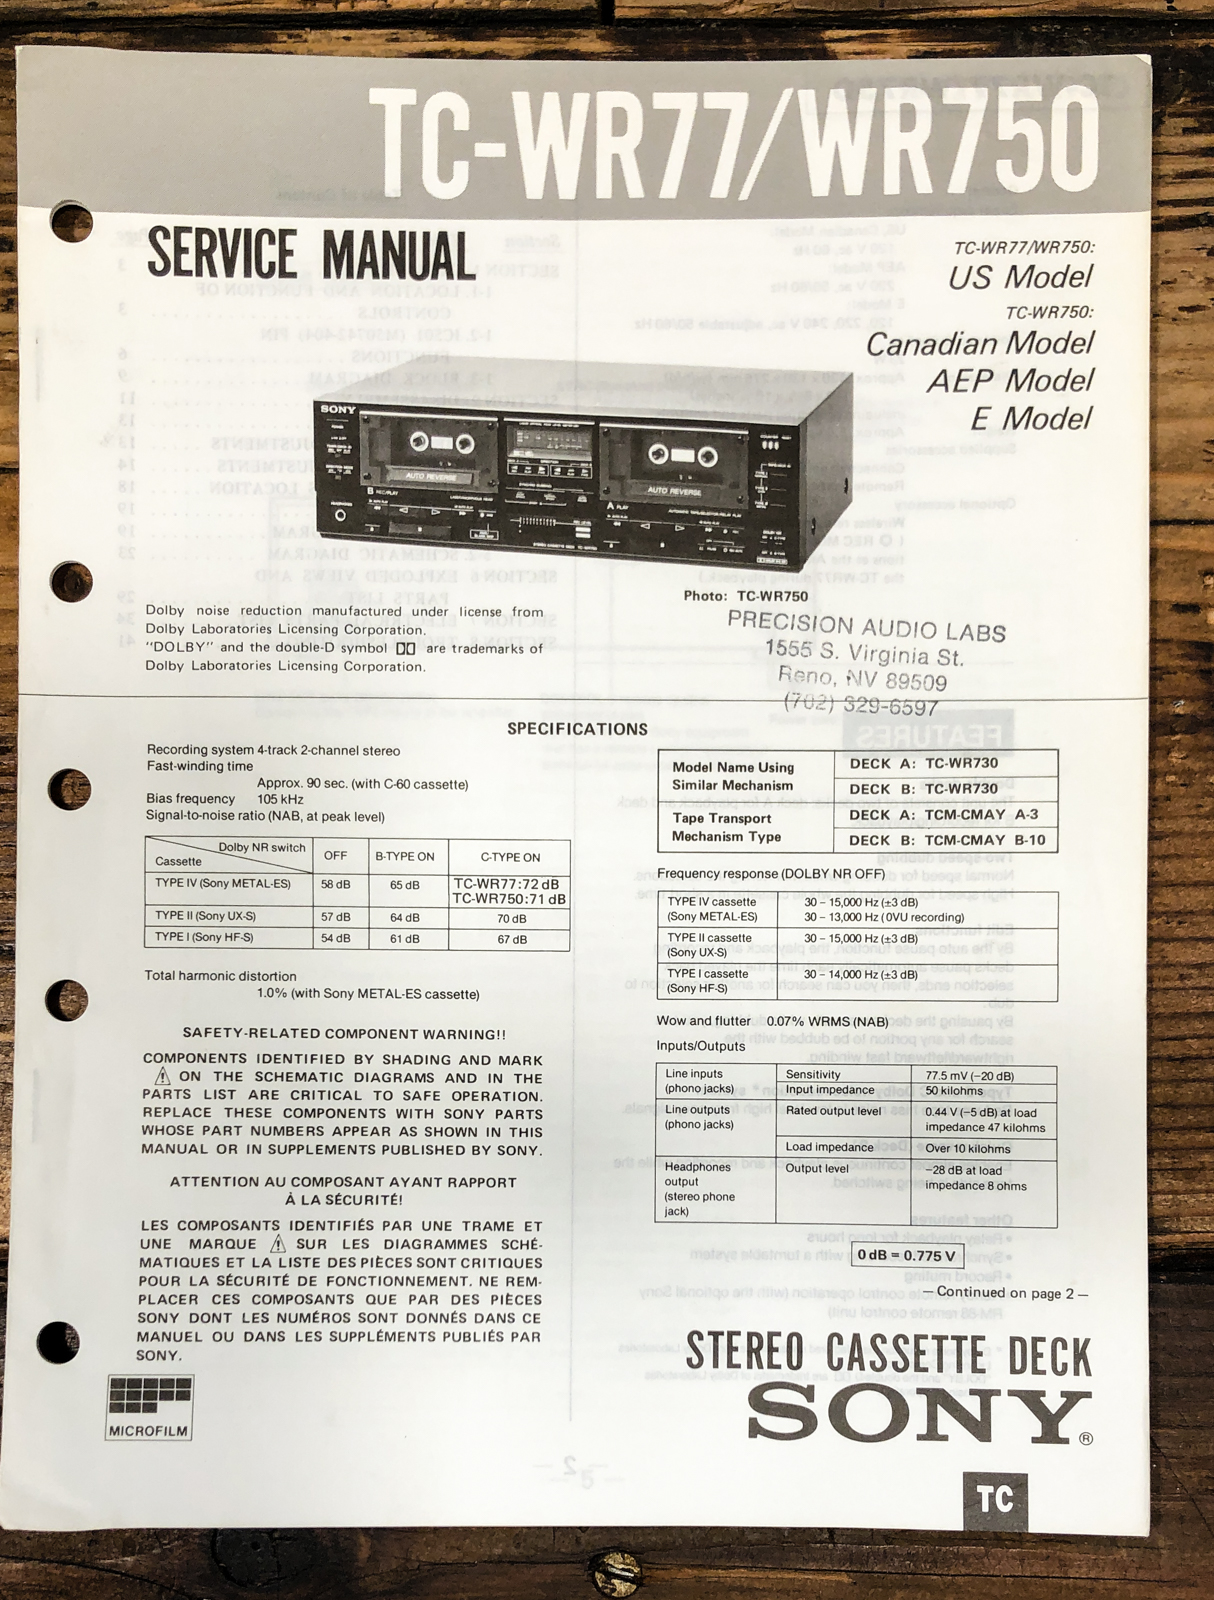 TC-WR77/WR750
SERVICE MANUAL
TC-WR77/WR750:
US Model
TC-WR750:
Canadian Model
AEP Model
E Model
SONY
AUTO REVERSE
AUTO REVERSE
B REC/PLAY
A PLAY
Photo: TC-WR750
Dolby noise reduction manufactured under license from
Dolby Laboratories Licensing Corporation.
"DOLBY" and the double-D symbol are trademarks of
Dolby Laboratories Licensing Corporation.
PRECISION AUDIO LABS
1555 S. Virginia St.
Reno, NV 89509
(702) 329-6597
SPECIFICATIONS
Recording system 4-track 2-channel stereo
Fast-winding time
Approx. 90 sec. (with C-60 cassette)
Bias frequency 105 kHz
Signal-to-noise ratio (NAB, at peak level)
Dolby NR switch
Cassette
OFF B-TYPE ON C-TYPE ON
TYPE IV (Sony METAL-ES) 58 dB 65 dB TC-WR77:72 dB
TC-WR750:71 dB
TYPE II (Sony UX-S) 57 dB 64 dB 70 dB
TYPE I (Sony HF-S) 54 dB 61 dB 67 dB
Total harmonic distortion
1.0% (with Sony METAL-ES cassette)
SAFETY-RELATED COMPONENT WARNING!!
COMPONENTS IDENTIFIED BY SHADING AND MARK
⚠ ON THE SCHEMATIC DIAGRAMS AND IN THE
PARTS LIST ARE CRITICAL TO SAFE OPERATION.
REPLACE THESE COMPONENTS WITH SONY PARTS
WHOSE PART NUMBERS APPEAR AS SHOWN IN THIS
MANUAL OR IN SUPPLEMENTS PUBLISHED BY SONY.
ATTENTION AU COMPOSANT AYANT RAPPORT
À LA SÉCURITÉ!
LES COMPOSANTS IDENTIFIÉS PAR UNE TRAME ET
UNE MARQUE ⚠ SUR LES DIAGRAMMES SCHÉ-
MATIQUES ET LA LISTE DES PIÈCES SONT CRITIQUES
POUR LA SÉCURITÉ DE FONCTIONNEMENT. NE REM-
PLACER CES COMPOSANTS QUE PAR DES PIÈCES
SONY DONT LES NUMÉROS SONT DONNÉS DANS CE
MANUEL OU DANS LES SUPPLÉMENTS PUBLIÉS PAR
SONY.
MICROFILM
Model Name Using
Similar Mechanism
DECK A: TC-WR730
DECK B: TC-WR730
Tape Transport
Mechanism Type
DECK A: TCM-CMAY A-3
DECK B: TCM-CMAY B-10
Frequency response (DOLBY NR OFF)
TYPE IV cassette 30 – 15,000 Hz (±3 dB)
(Sony METAL-ES) 30 – 13,000 Hz (0VU recording)
TYPE II cassette 30 – 15,000 Hz (±3 dB)
(Sony UX-S)
TYPE I cassette 30 – 14,000 Hz (±3 dB)
(Sony HF-S)
Wow and flutter 0.07% WRMS (NAB)
Inputs/Outputs
Line inputs Sensitivity 77.5 mV (−20 dB)
(phono jacks) Input impedance 50 kilohms
Line outputs Rated output level 0.44 V (−5 dB) at load
(phono jacks) impedance 47 kilohms
Load impedance Over 10 kilohms
Headphones Output level −28 dB at load
output impedance 8 ohms
(stereo phone
jack)
0 dB = 0.775 V
— Continued on page 2 —
STEREO CASSETTE DECK
SONY®
TC